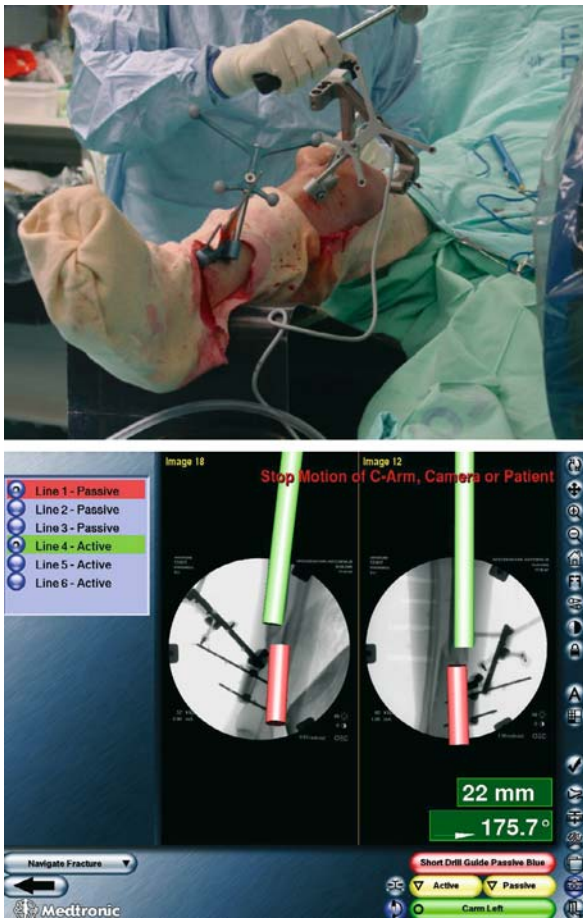 Image 18
Image 12
Stop Motion of C-Arm, Camera or Patient
Line 1 - Passive
Line 2 - Passive
Line 3 - Passive
Line 4 - Active
Line 5 - Active
Line 6 - Active
22 mm
175.7°
Navigate Fracture
Short Drill Guide Passive Blue
Active
Passive
Carm Left
Medtronic
A